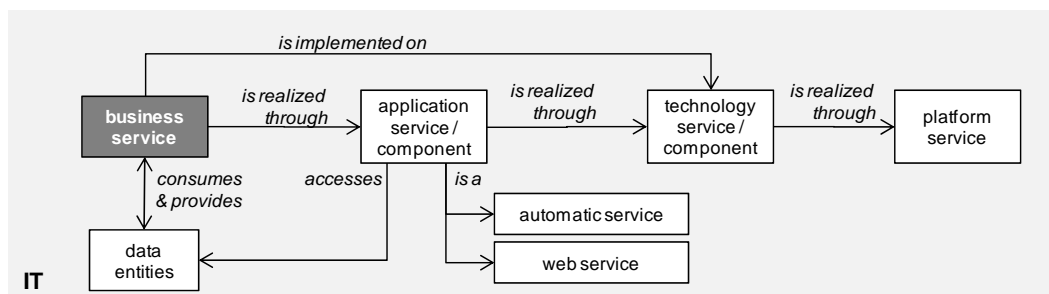 is implemented on
business
service
is realized
through
application
service /
component
is realized
through
technology
service /
component
is realized
through
platform
service
consumes
& provides
accesses
is a
automatic service
data
entities
web service
IT